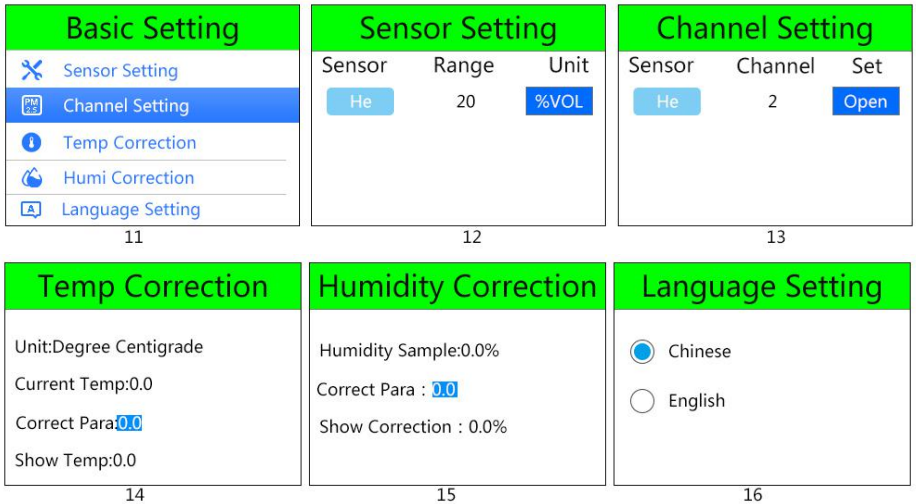 Basic Setting
Sensor Setting
PM
2.5
Channel Setting
Temp Correction
Humi Correction
A
Language Setting
11
Sensor Setting
Sensor Range Unit
He 20 %VOL
12
Channel Setting
Sensor Channel Set
He 2 Open
13
Temp Correction
Unit:Degree Centigrade
Current Temp:0.0
Correct Para:0.0
Show Temp:0.0
14
Humidity Correction
Humidity Sample:0.0%
Correct Para : 0.0
Show Correction : 0.0%
15
Language Setting
Chinese
English
16